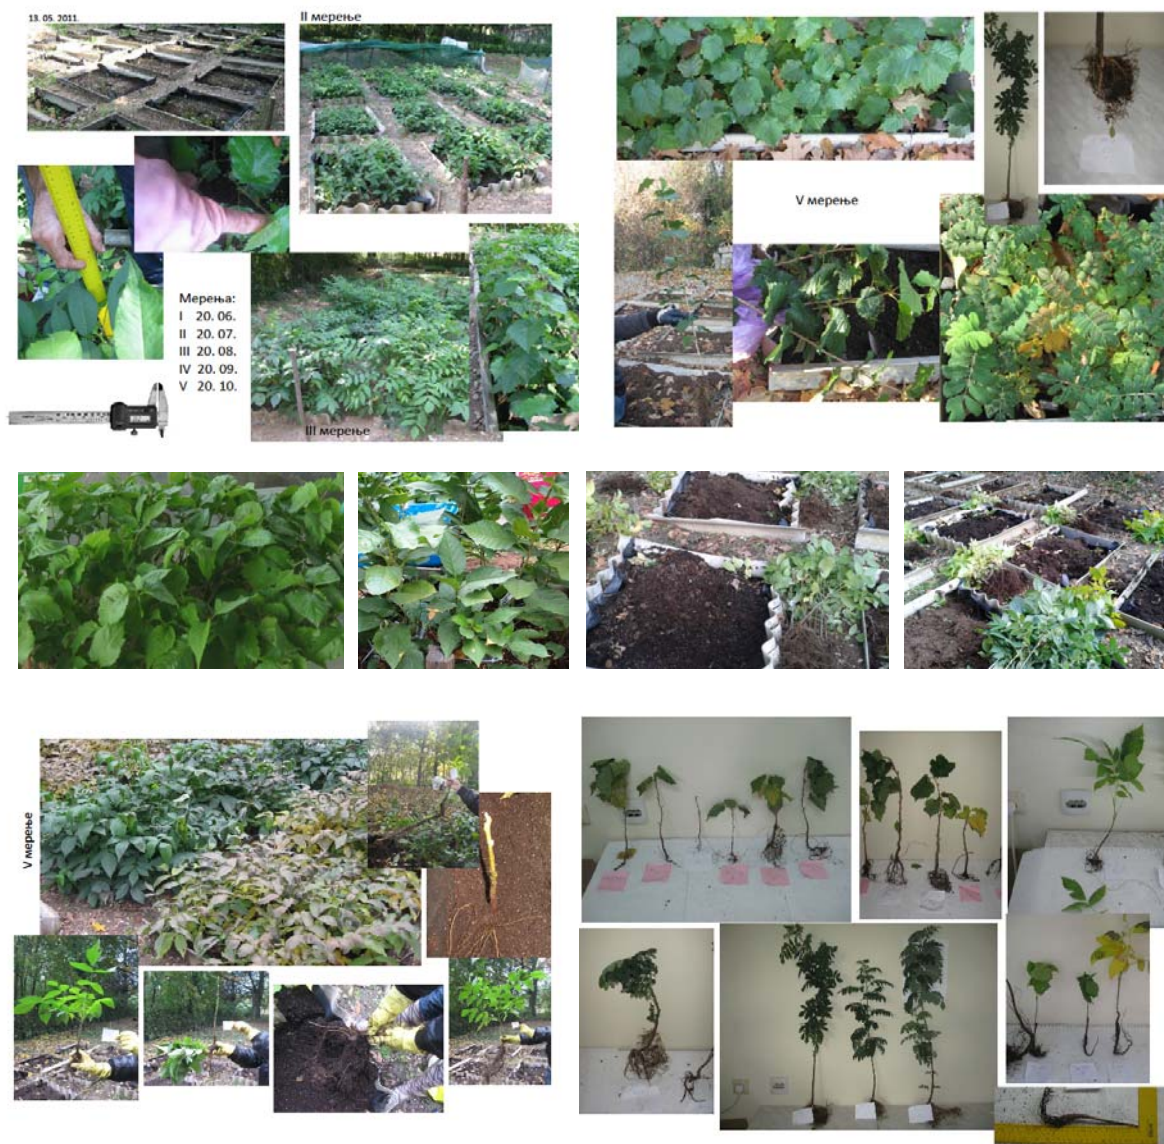 13. 05. 2011.
II мерење
V мерење
Мерења:
I 20. 06.
II 20. 07.
III 20. 08.
IV 20. 09.
V 20. 10.
III мерење
V мерење